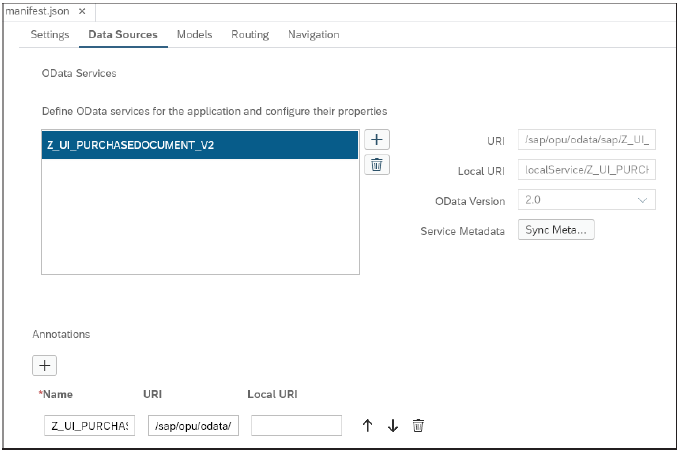 manifest.json ×
Settings Data Sources Models Routing Navigation
OData Services
Define OData services for the application and configure their properties
Z_UI_PURCHASEDOCUMENT_V2
URI /sap/opu/odata/sap/Z_UI_
Local URI localService/Z_UI_PURCH
OData Version 2.0
Service Metadata Sync Meta...
Annotations
*Name URI Local URI
Z_UI_PURCHAS /sap/opu/odata/